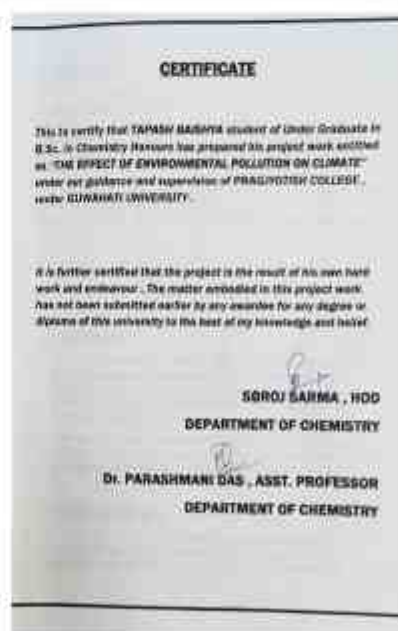 CERTIFICATE
This is certify that TAPASH BAISHYA student of Under Graduate in
B.Sc. in Chemistry Honours has prepared his project work entitled
as "THE EFFECT OF ENVIRONMENTAL POLLUTION ON CLIMATE"
under our guidance and supervision of PRAGJYOTISH COLLEGE ,
under GUWAHATI UNIVERSITY.
It is further certified that the project is the result of his own hard
work and endeavour . The matter embodied in this project work
has not been submitted earlier by any awardee for any degree or
diploma of this university to the best of my knowledge and belief
SOROJ SARMA , HOD
DEPARTMENT OF CHEMISTRY
Dr. PARASHMANI DAS , ASST. PROFESSOR
DEPARTMENT OF CHEMISTRY